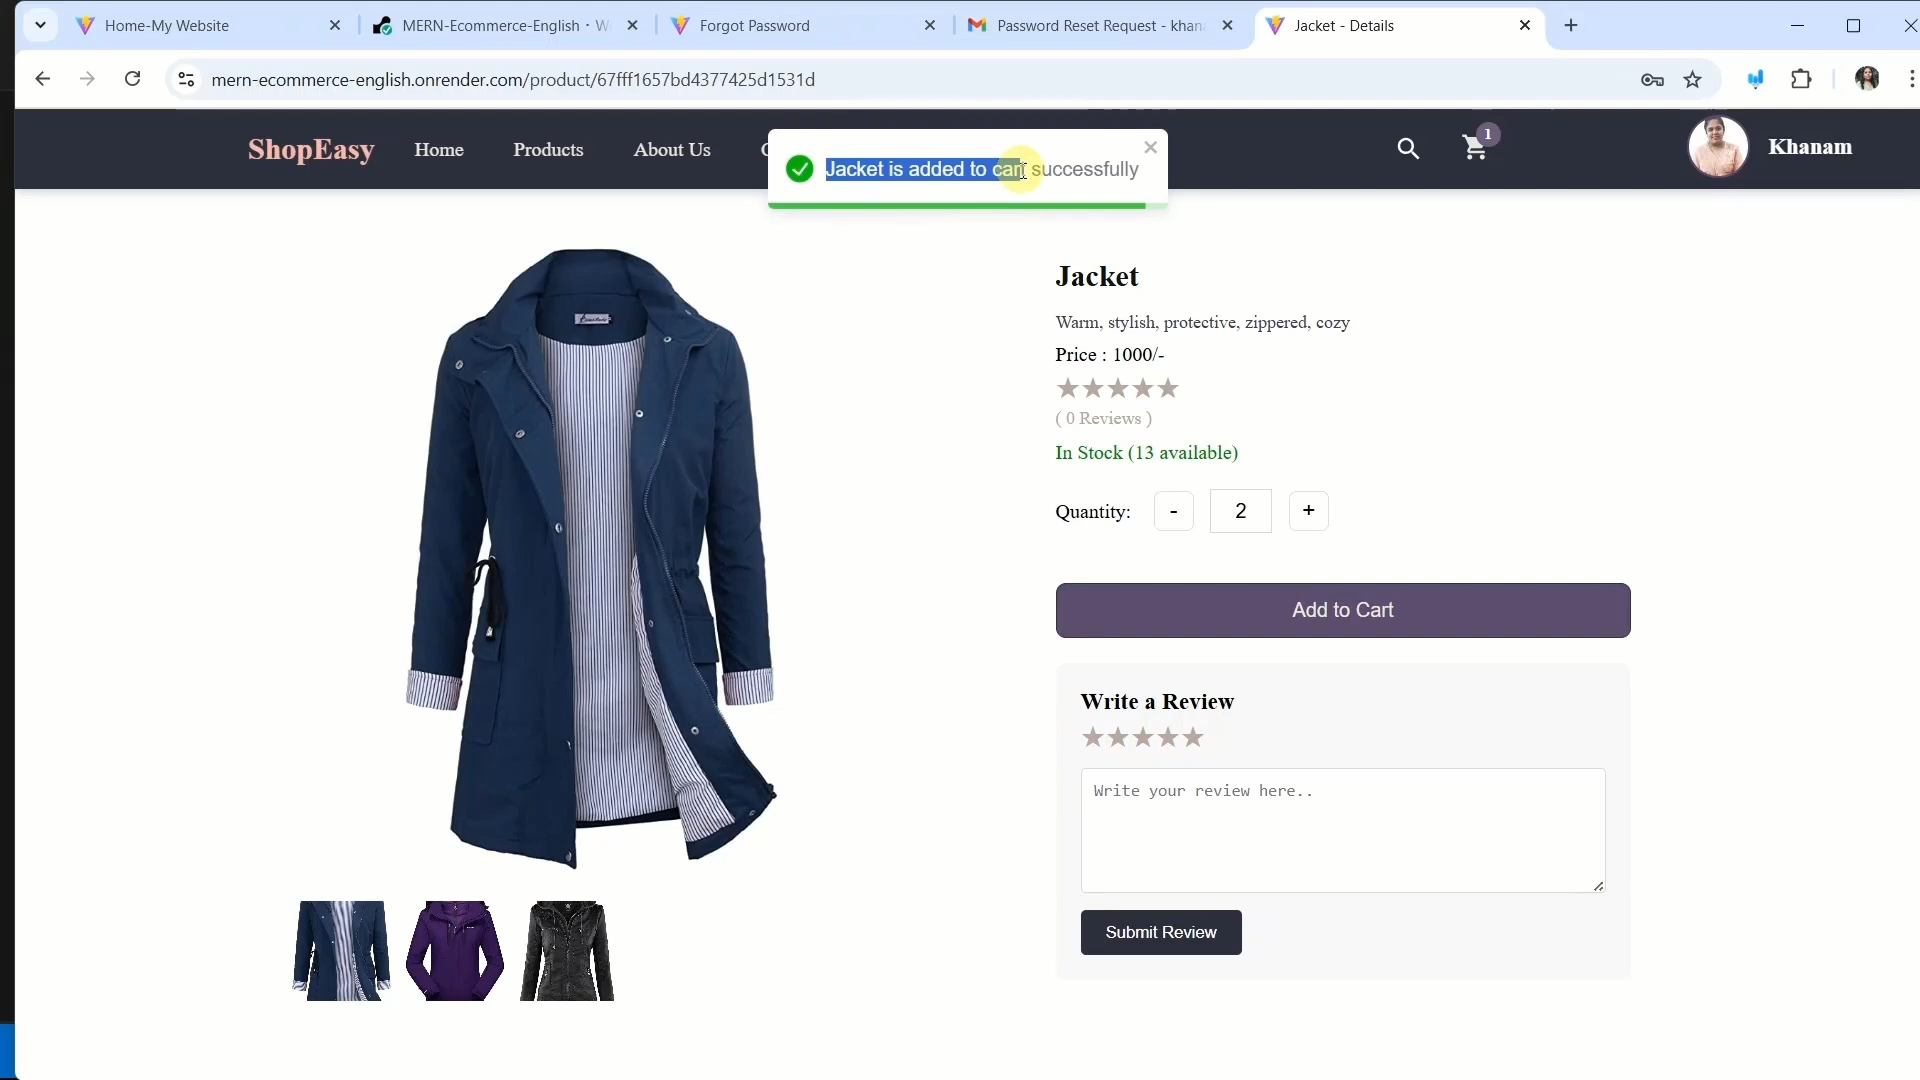 Home-My Website
MERN-Ecommerce-English · W
Forgot Password
Password Reset Request - khan
Jacket - Details
mern-ecommerce-english.onrender.com/product/67fff1657bd4377425d1531d
ShopEasy
Home
Products
About Us
C
1
Khanam
Jacket is added to cart successfully
Jacket
Warm, stylish, protective, zippered, cozy
Price : 1000/-
( 0 Reviews )
In Stock (13 available)
Quantity: - 2 +
Add to Cart
Write a Review
Write your review here..
Submit Review